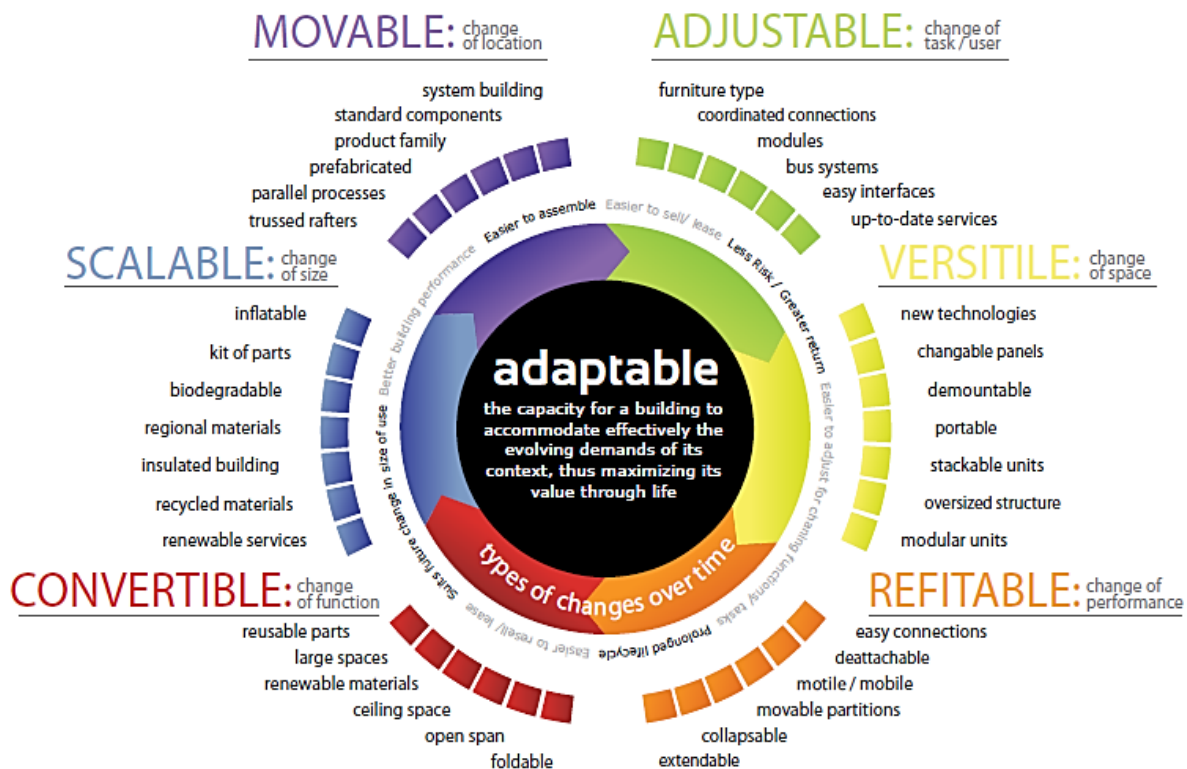 MOVABLE: change
of location
system building
standard components
product family
prefabricated
parallel processes
trussed rafters
ADJUSTABLE: change of
task / user
furniture type
coordinated connections
modules
bus systems
easy interfaces
up-to-date services
SCALABLE: change
of size
inflatable
kit of parts
biodegradable
regional materials
insulated building
recycled materials
renewable services
VERSITILE: change
of space
new technologies
changable panels
demountable
portable
stackable units
oversized structure
modular units
CONVERTIBLE: change
of function
reusable parts
large spaces
renewable materials
ceiling space
open span
foldable
REFITABLE: change of
performance
easy connections
deattachable
motile / mobile
movable partitions
collapsable
extendable
Easier to assemble
Easier to sell/ lease
Less Risk / Greater return
Easier to adjust for chaning functions/ tasks
Prolonged lifecycle
Easier to resell/ lease
Suits future change in size of use
Better building performance
adaptable
the capacity for a building to
accommodate effectively the
evolving demands of its
context, thus maximizing its
value through life
types of changes over time